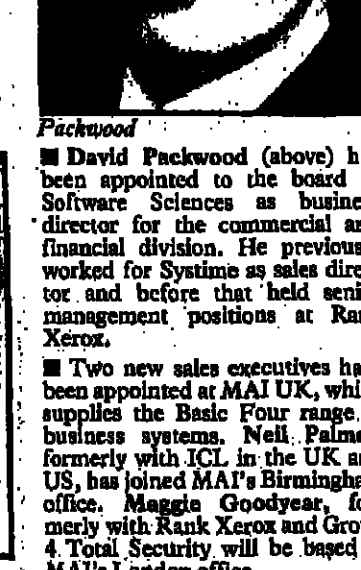 Packwood
■ David Packwood (above) h
been appointed to the board
Software Sciences as busine
director for the commercial a
financial division. He previous
worked for Systime as sales dire
tor and before that held seni
management positions at Ra
Xerox.
■ Two new sales executives ha
been appointed at MAI UK, whi
supplies the Basic Four range
business systems. Neil Palme
formerly with ICL in the UK a
US, has joined MAI's Birmingha
office. Maggie Goodyear, fo
merly with Rank Xerox and Gro
4 Total Security will be based
MAI's London office.